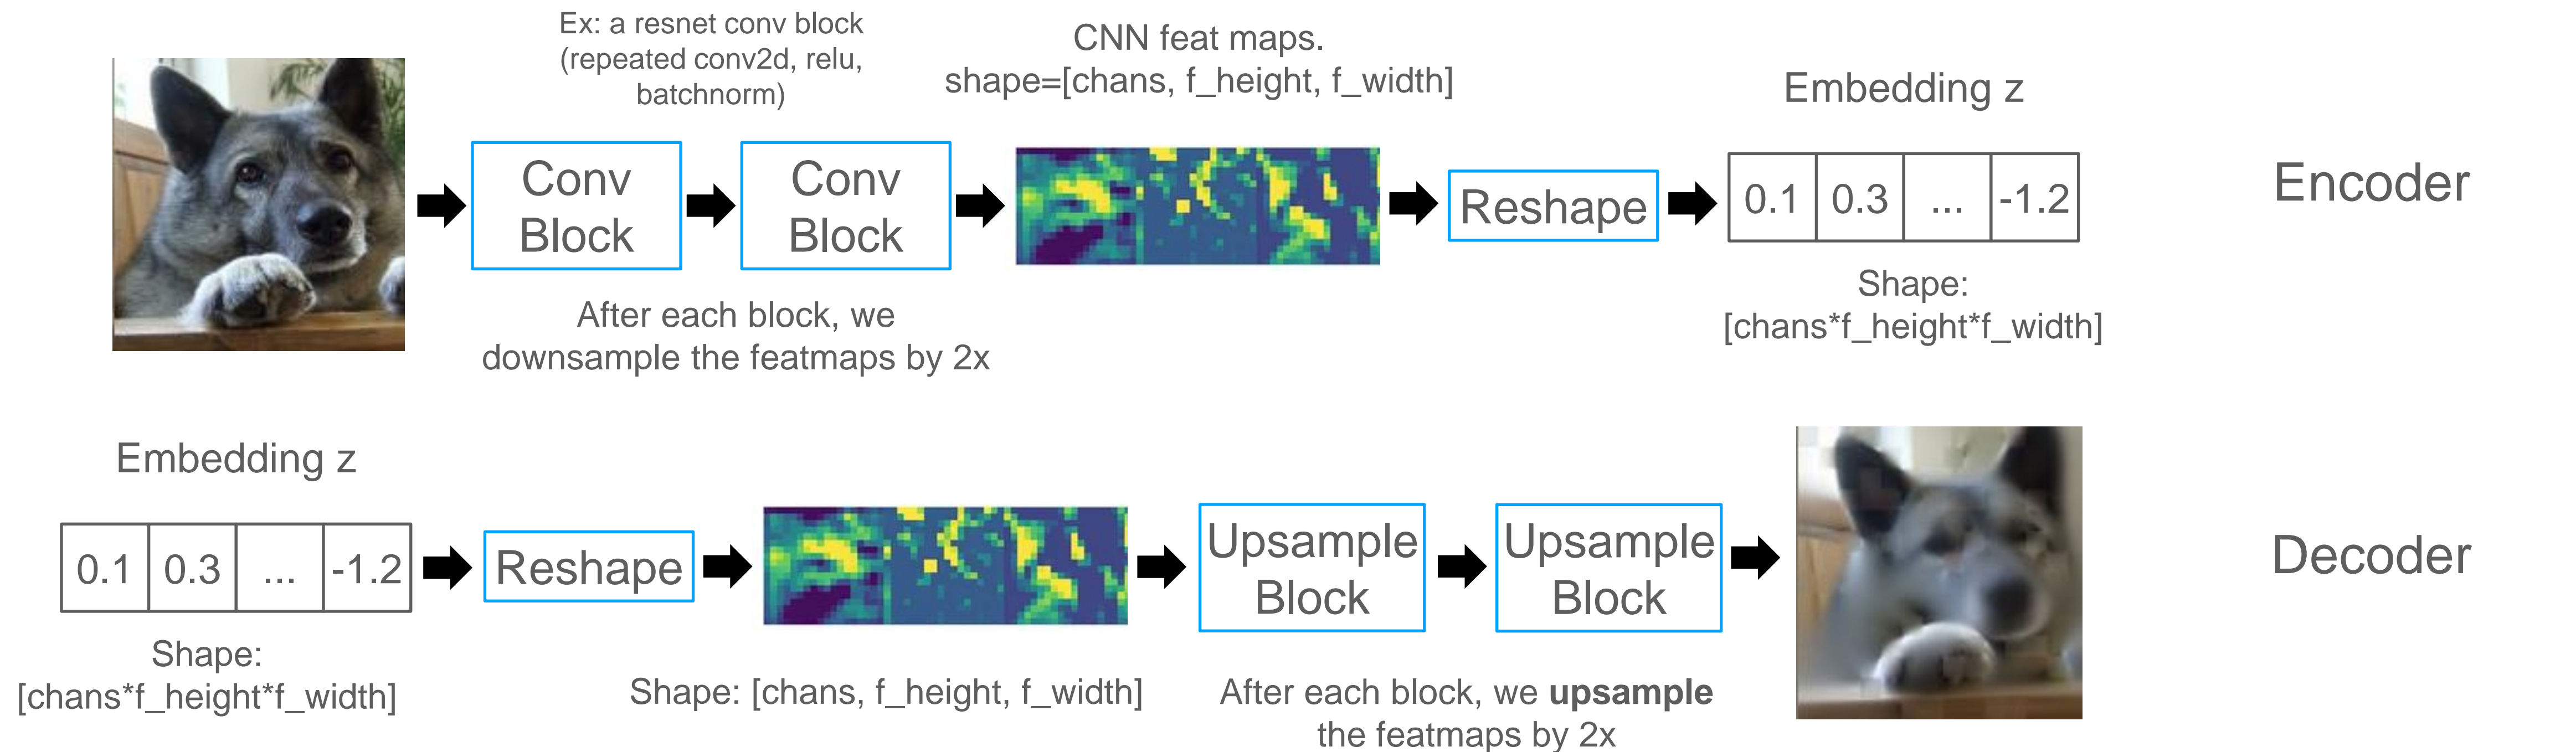 Ex: a resnet conv block
(repeated conv2d, relu,
batchnorm)
CNN feat maps.
shape=[chans, f_height, f_width]
Embedding z
Conv
Block
Conv
Block
Reshape
0.1 0.3 ... -1.2
Encoder
After each block, we
downsample the featmaps by 2x
Shape:
[chans*f_height*f_width]
Embedding z
0.1 0.3 ... -1.2
Reshape
Upsample
Block
Upsample
Block
Decoder
Shape:
[chans*f_height*f_width]
Shape: [chans, f_height, f_width]
After each block, we upsample
the featmaps by 2x